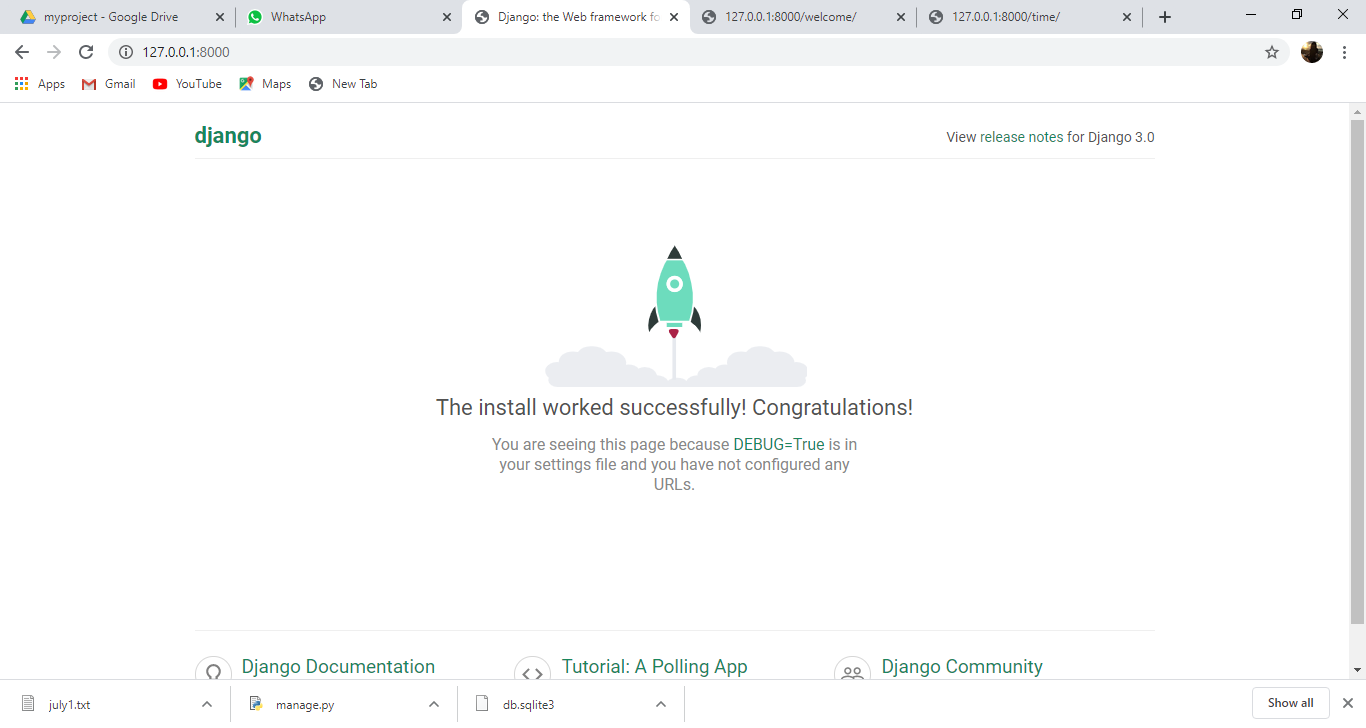 myproject - Google Drive
WhatsApp
Django: the Web framework fo
127.0.0.1:8000/welcome/
127.0.0.1:8000/time/
127.0.0.1:8000
Apps
Gmail
YouTube
Maps
New Tab
django
View release notes for Django 3.0
The install worked successfully! Congratulations!
You are seeing this page because DEBUG=True is in
your settings file and you have not configured any
URLs.
Django Documentation
Tutorial: A Polling App
Django Community
july1.txt
manage.py
db.sqlite3
Show all